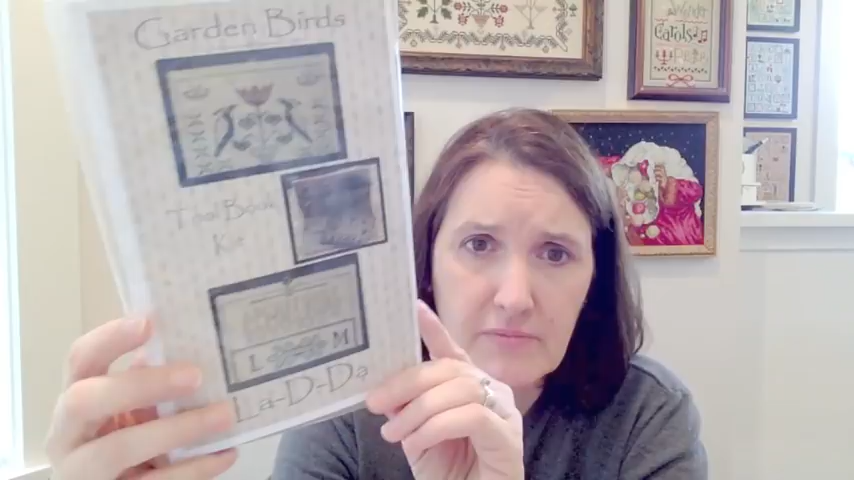 Garden Birds
Tool Book
Kit
L M
La-D-Da
Carols